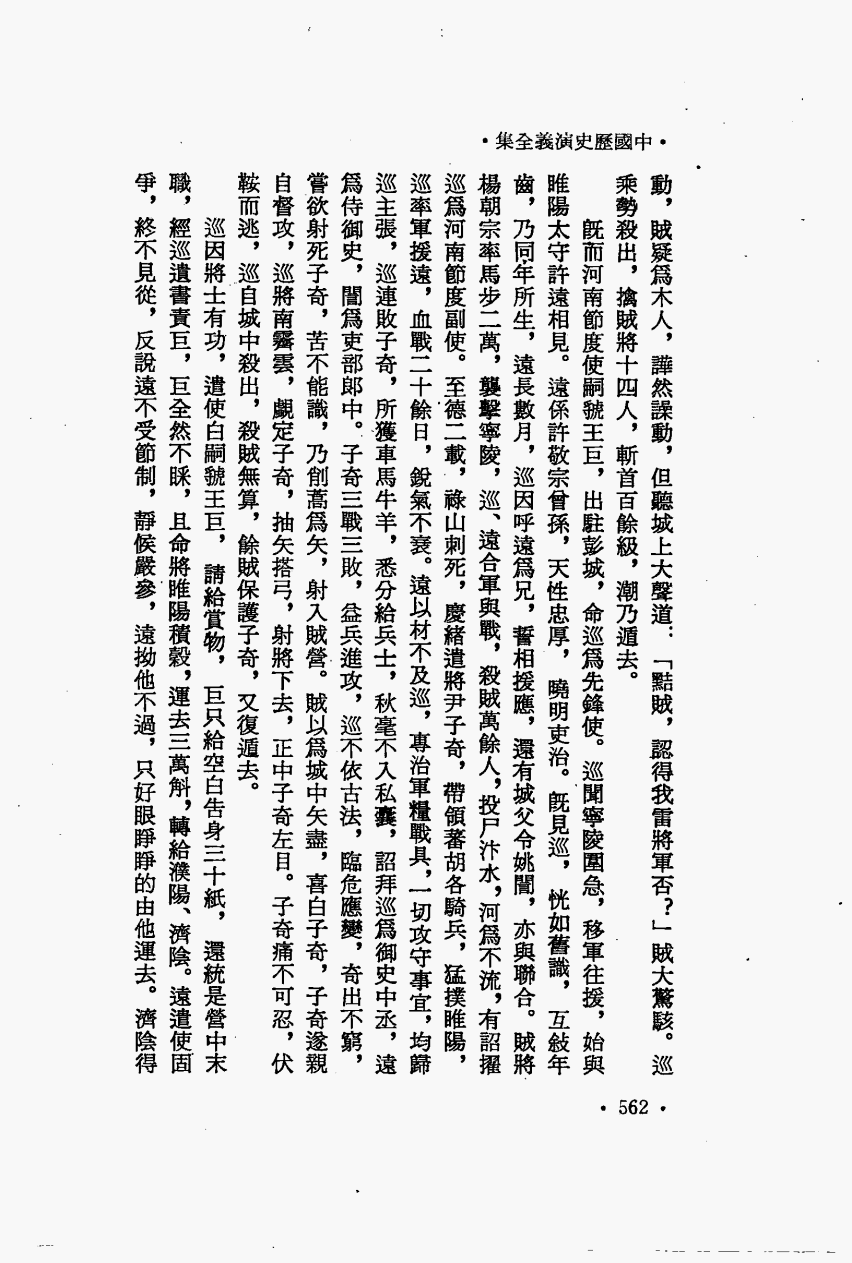 ·中國歷史演義全集·
動，賊疑爲木人，譁然譟動，但聽城上大聲道：「黠賊，認得我雷將軍否？」賊大驚駭。巡
乘勢殺出，擒賊將十四人，斬首百餘級，潮乃遁去。
既而河南節度使嗣虢王巨，出駐彭城，命巡爲先鋒使。巡聞寧陵圍急，移軍往援，始與
睢陽太守許遠相見。遠係許敬宗曾孫，天性忠厚，曉明吏治。既見巡，恍如舊識，互敍年
齒，乃同年所生，遠長數月，巡因呼遠爲兄，誓相援應，還有城父令姚誾，亦與聯合。賊將
楊朝宗率馬步二萬，襲擊寧陵，巡、遠合軍與戰，殺賊萬餘人，投尸汴水，河爲不流，有詔擢
巡爲河南節度副使。至德二載，祿山刺死，慶緒遣將尹子奇，帶領蕃胡各騎兵，猛撲睢陽，
巡率軍援遠，血戰二十餘日，銳氣不衰。遠以材不及巡，專治軍糧戰具，一切攻守事宜，均歸
巡主張，巡連敗子奇，所獲車馬牛羊，悉分給兵士，秋毫不入私囊，詔拜巡爲御史中丞，遠
爲侍御史，誾爲吏部郎中。子奇三戰三敗，益兵進攻，巡不依古法，臨危應變，奇出不窮，
嘗欲射死子奇，苦不能識，乃削蒿爲矢，射入賊營。賊以爲城中矢盡，喜白子奇，子奇遂親
自督攻，巡將南霽雲，覷定子奇，抽矢搭弓，射將下去，正中子奇左目。子奇痛不可忍，伏
鞍而逃，巡自城中殺出，殺賊無算，餘賊保護子奇，又復遁去。
巡因將士有功，遣使白嗣虢王巨，請給賞物，巨只給空白告身三十紙，還統是營中末
職，經巡遺書責巨，巨全然不睬，且命將睢陽積穀，運去三萬斛，轉給濮陽、濟陰。遠遣使固
爭，終不見從，反說遠不受節制，靜候嚴參，遠拗他不過，只好眼睜睜的由他運去。濟陰得
·562·